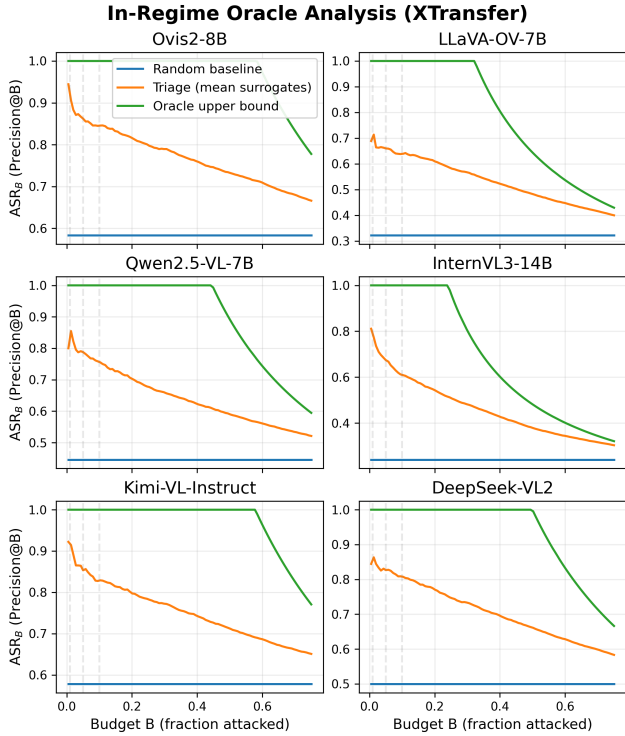 In-Regime Oracle Analysis (XTransfer)
Ovis2-8B
LLaVA-OV-7B
Random baseline
Triage (mean surrogates)
Oracle upper bound
ASR_B (Precision@B)
1.0
0.9
0.8
0.7
0.6
1.0
0.9
0.8
0.7
0.6
0.5
0.4
0.3
Qwen2.5-VL-7B
InternVL3-14B
ASR_B (Precision@B)
1.0
0.9
0.8
0.7
0.6
0.5
1.0
0.8
0.6
0.4
Kimi-VL-Instruct
DeepSeek-VL2
ASR_B (Precision@B)
1.0
0.9
0.8
0.7
0.6
1.0
0.9
0.8
0.7
0.6
0.5
0.0 0.2 0.4 0.6
0.0 0.2 0.4 0.6
Budget B (fraction attacked)
Budget B (fraction attacked)